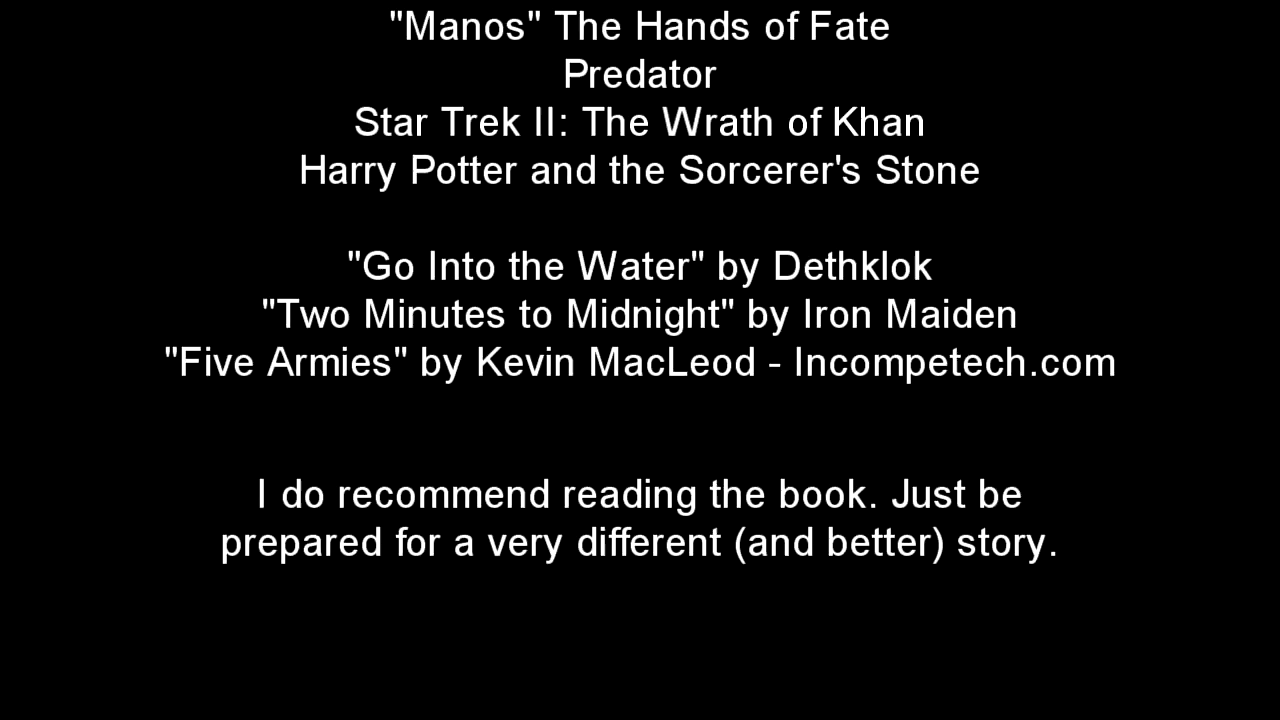 "Manos" The Hands of Fate
Predator
Star Trek II: The Wrath of Khan
Harry Potter and the Sorcerer's Stone
"Go Into the Water" by Dethklok
"Two Minutes to Midnight" by Iron Maiden
"Five Armies" by Kevin MacLeod - Incompetech.com
I do recommend reading the book. Just be
prepared for a very different (and better) story.